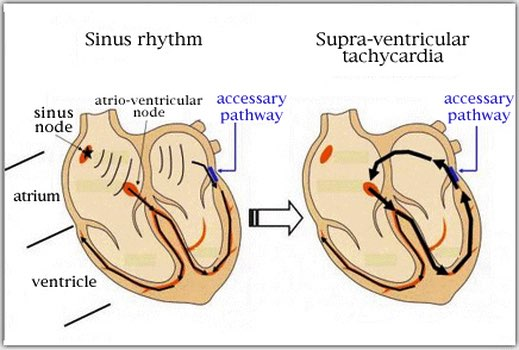 Sinus rhythm
Supra-ventricular
tachycardia
atrio-ventricular
node
accessary
pathway
sinus
node
atrium
ventricle
accessary
pathway